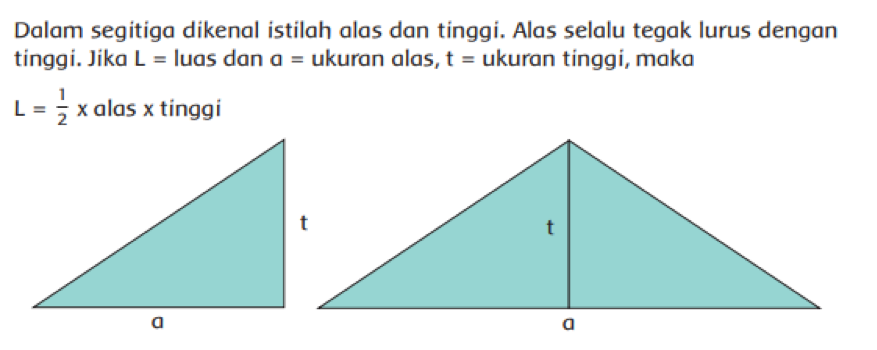 Dalam segitiga dikenal istilah alas dan tinggi. Alas selalu tegak lurus dengan
tinggi. Jika L = luas dan a = ukuran alas, t = ukuran tinggi, maka
L = 1/2 x alas x tinggi
t
t
a
a